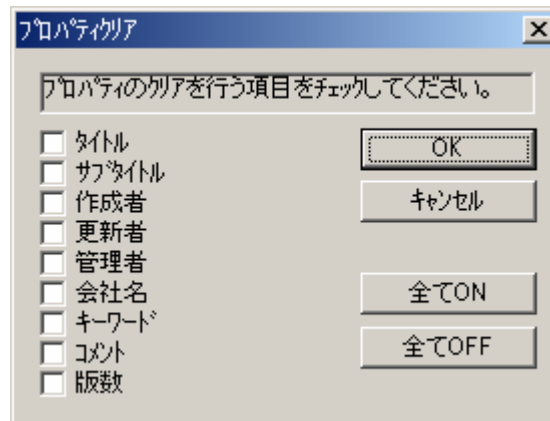 ﾌﾟﾛﾊﾟﾃｨｸﾘｱ
ﾌﾟﾛﾊﾟﾃｨのｸﾘｱを行う項目をﾁｪｯｸしてください。
ﾀｲﾄﾙ
ｻﾌﾞﾀｲﾄﾙ
作成者
更新者
管理者
会社名
ｷｰﾜｰﾄﾞ
ｺﾒﾝﾄ
版数
OK
ｷｬﾝｾﾙ
全てON
全てOFF